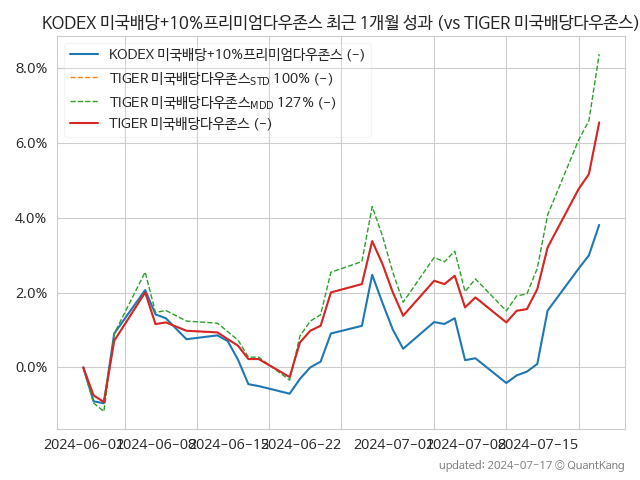 KODEX 미국배당+10%프리미엄다우존스 최근 1개월 성과 (vs TIGER 미국배당다우존스)
KODEX 미국배당+10%프리미엄다우존스 (-)
TIGER 미국배당다우존스STD 100% (-)
TIGER 미국배당다우존스MDD 127% (-)
TIGER 미국배당다우존스 (-)
8.0%
6.0%
4.0%
2.0%
0.0%
2024-06-01 2024-06-08 2024-06-15 2024-06-22 2024-07-01 2024-07-08 2024-07-15
updated: 2024-07-17 © QuantKang